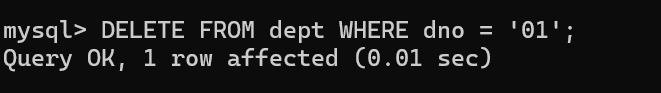 mysql> DELETE FROM dept WHERE dno = '01';
Query OK, 1 row affected (0.01 sec)